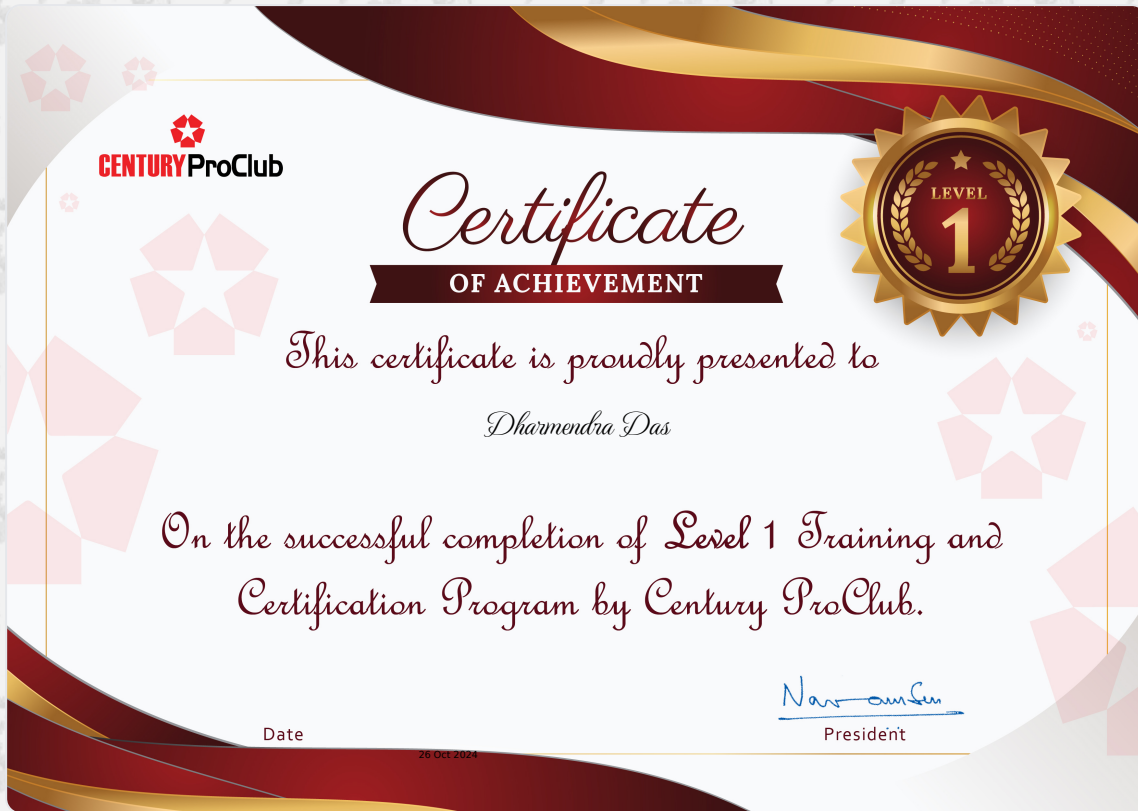 CENTURY ProClub
LEVEL
1
Certificate
OF ACHIEVEMENT
This certificate is proudly presented to
Dharmendra Das
On the successful completion of Level 1 Training and
Certification Program by Century ProClub.
Date
President
26 Oct 2024